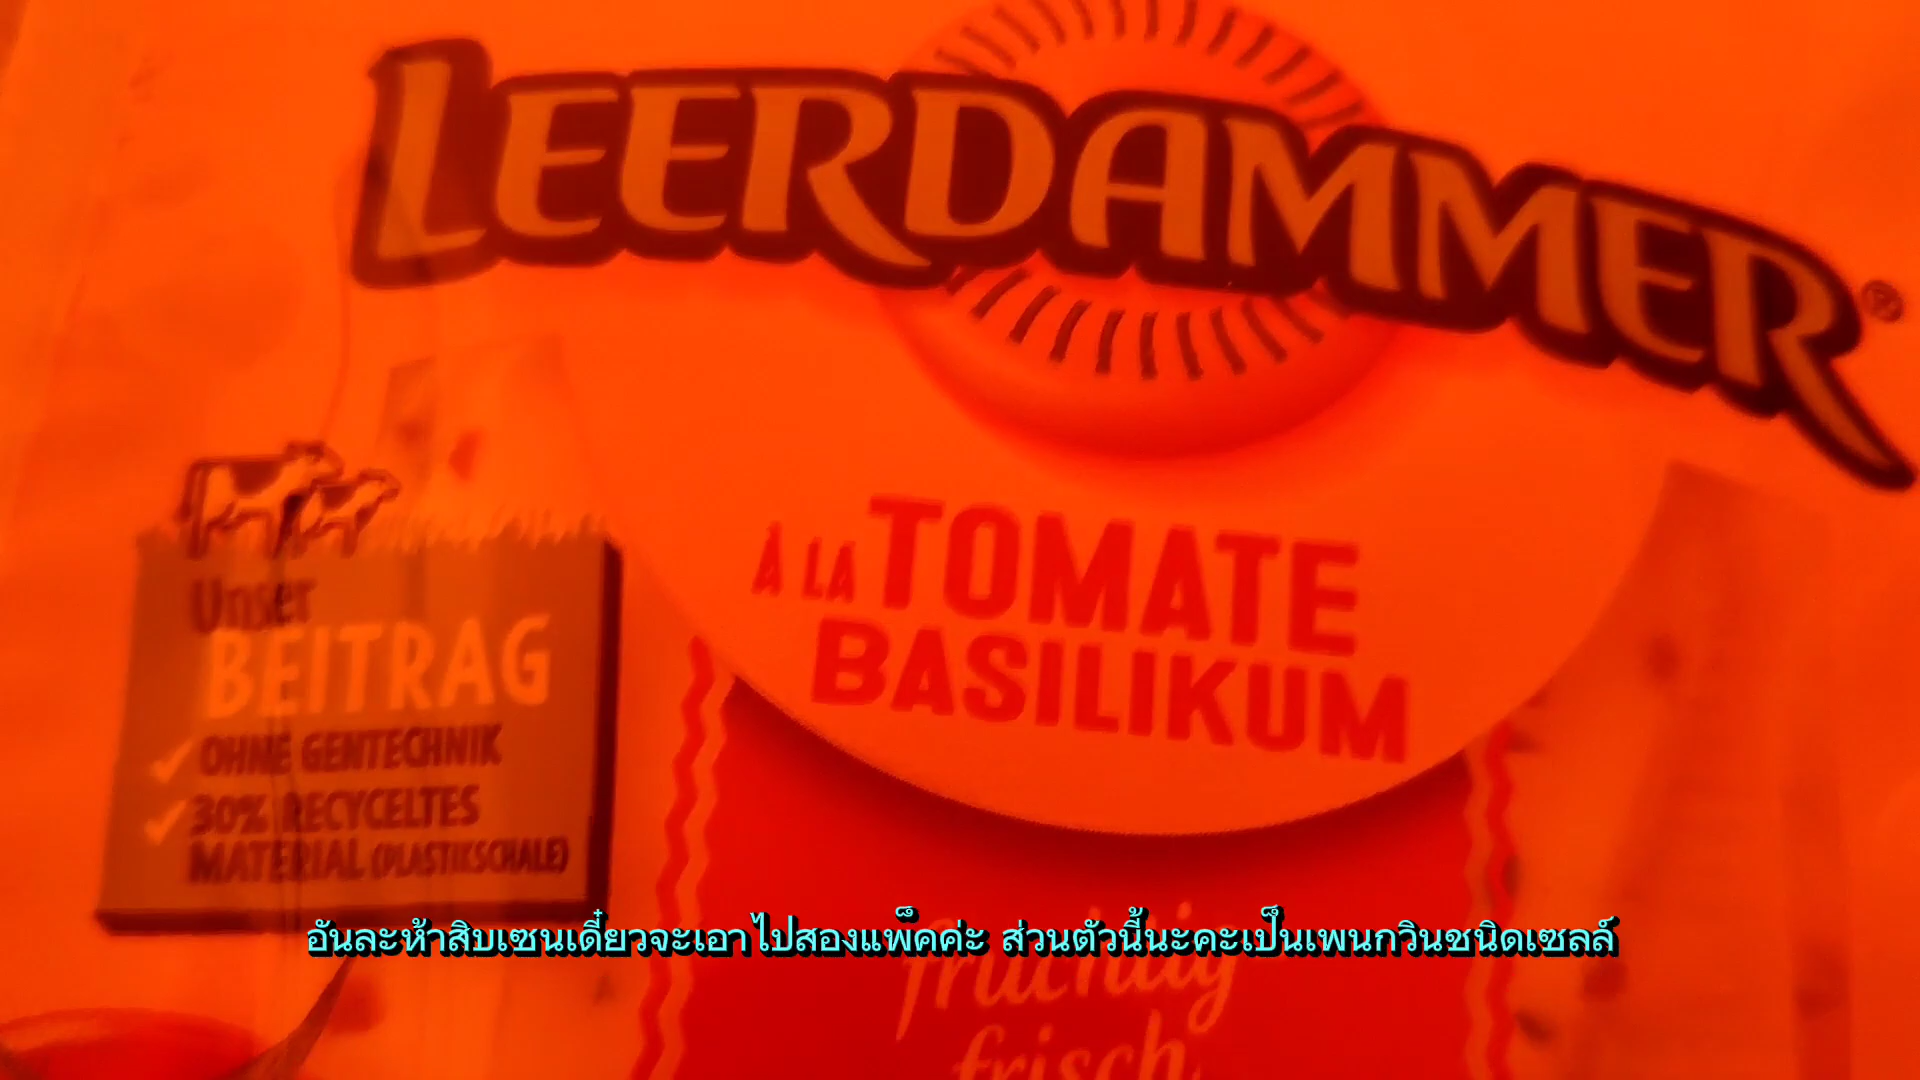 LEERDAMMER®
À LA TOMATE
BASILIKUM
Unser
BEITRAG
OHNE GENTECHNIK
30% RECYCELTES
MATERIAL (PLASTIKSCHALE)
fruchtig
frisch
อันละห้าสิบเซนเดี๋ยวจะเอาไปสองแพ็คค่ะ ส่วนตัวนี้นะคะเป็นเพนกวินชนิดเซลล์